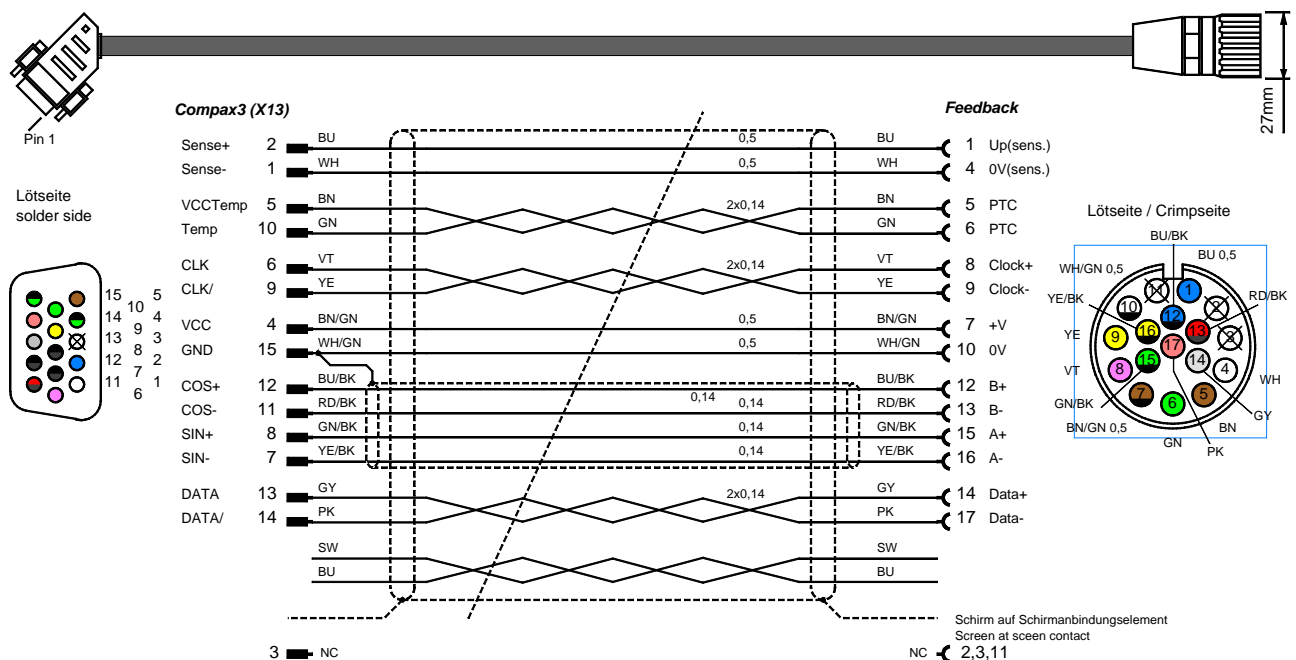 27mm
Pin 1
Compax3 (X13)
Feedback
Sense+ 2 BU 0,5 BU 1 Up(sens.)
Sense- 1 WH 0,5 WH 4 0V(sens.)
Lötseite
solder side
VCCTemp 5 BN 2x0,14 BN 5 PTC
Temp 10 GN GN 6 PTC
CLK 6 VT 2x0,14 VT 8 Clock+
CLK/ 9 YE YE 9 Clock-
VCC 4 BN/GN 0,5 BN/GN 7 +V
GND 15 WH/GN 0,5 WH/GN 10 0V
COS+ 12 BU/BK 0,14 BU/BK 12 B+
COS- 11 RD/BK 0,14 RD/BK 13 B-
SIN+ 8 GN/BK 0,14 GN/BK 15 A+
SIN- 7 YE/BK 0,14 YE/BK 16 A-
DATA 13 GY 2x0,14 GY 14 Data+
DATA/ 14 PK PK 17 Data-
SW SW
BU BU
Schirm auf Schirmanbindungselement
Screen at sceen contact
3 NC NC 2,3,11
15 5
10
14 4
9
13 3
8
12 2
7
11 1
6
Lötseite / Crimpseite
BU/BK
BU 0,5
WH/GN 0,5
RD/BK
YE/BK
YE
VT
WH
GN/BK
GY
BN/GN 0,5
BN
GN
PK
11 1
10 12 2
9 16 13 3
17
8 15 14 4
7 6 5